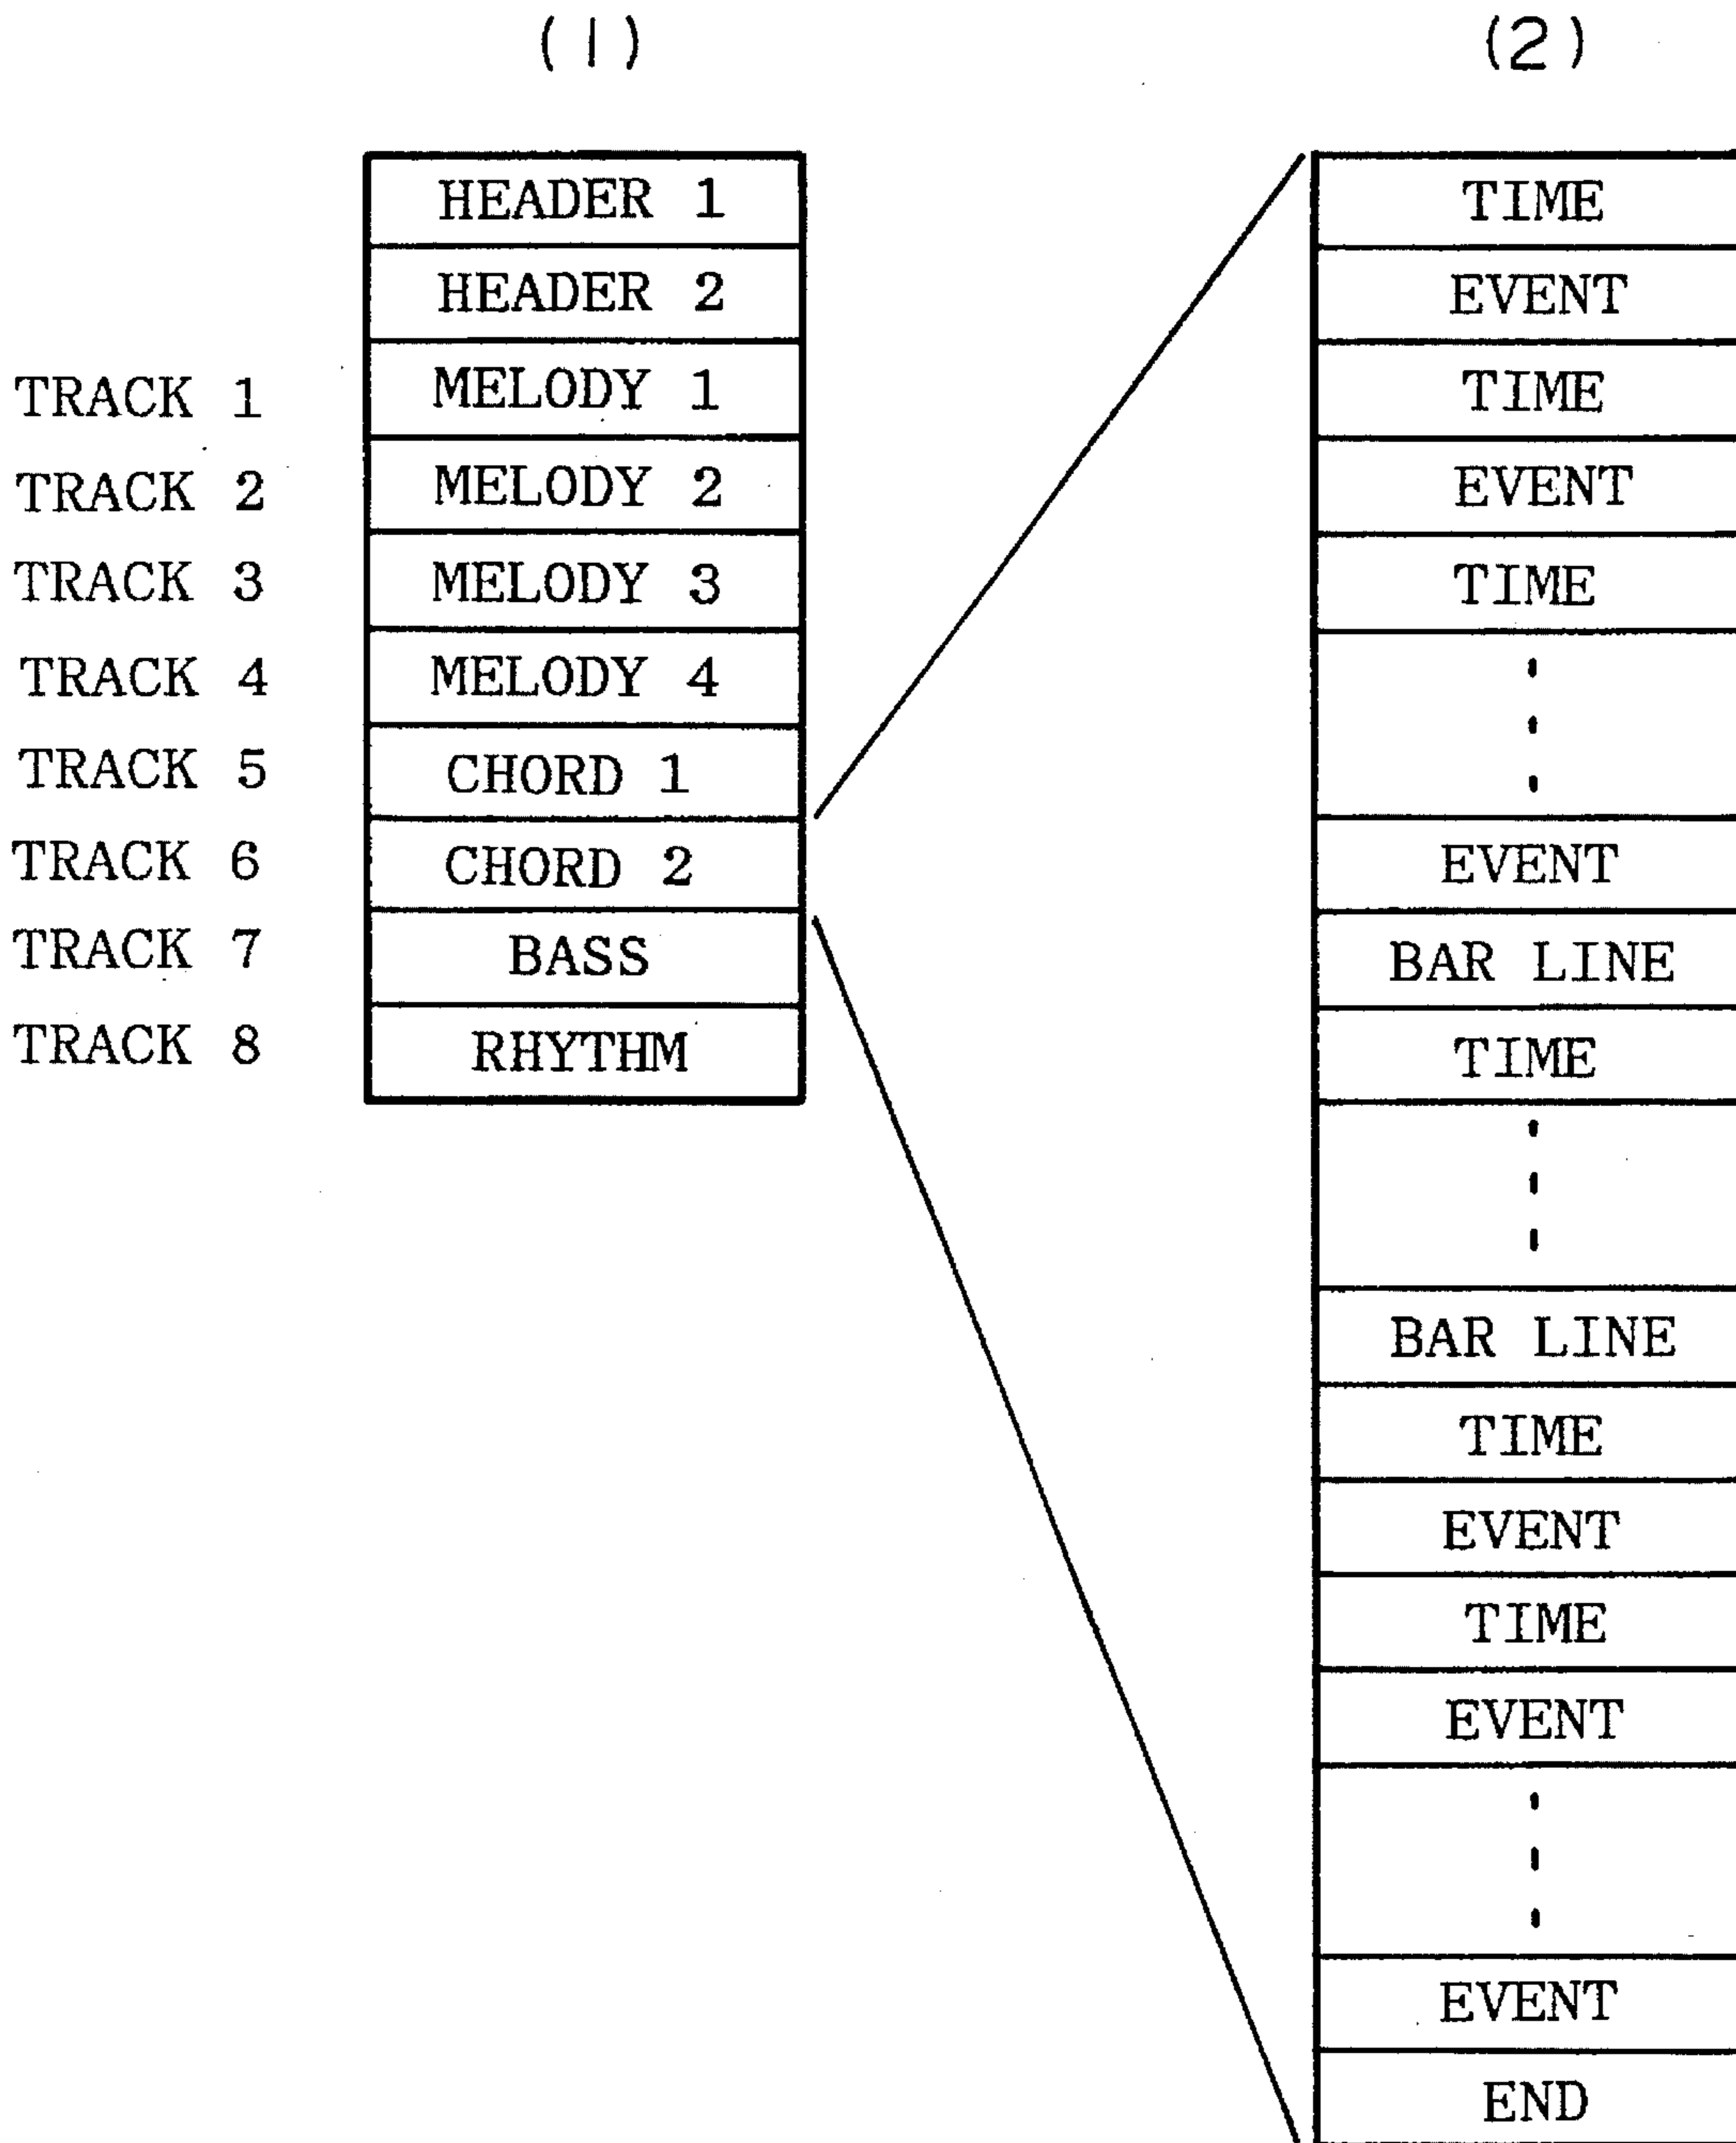 (1)
HEADER 1
HEADER 2
TRACK 1 MELODY 1
TRACK 2 MELODY 2
TRACK 3 MELODY 3
TRACK 4 MELODY 4
TRACK 5 CHORD 1
TRACK 6 CHORD 2
TRACK 7 BASS
TRACK 8 RHYTHM
(2)
TIME
EVENT
TIME
EVENT
TIME
EVENT
BAR LINE
TIME
BAR LINE
TIME
EVENT
TIME
EVENT
EVENT
END